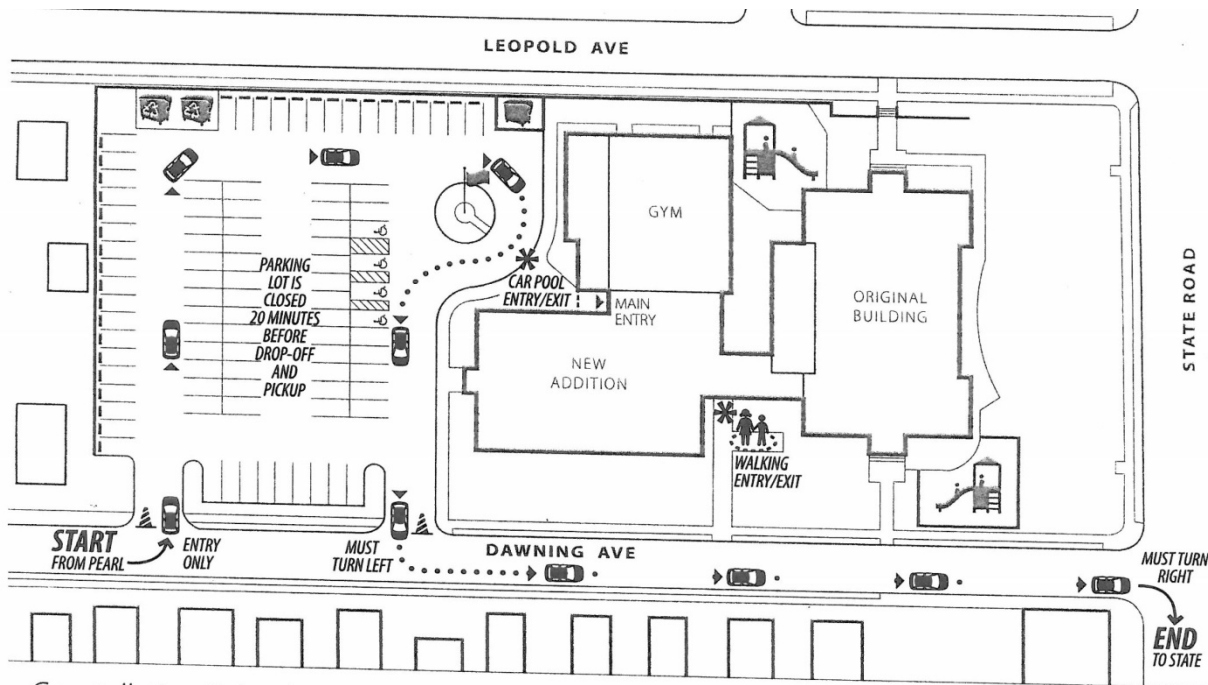 LEOPOLD AVE
GYM
CAR POOL
ENTRY/EXIT
MAIN
ENTRY
ORIGINAL
BUILDING
STATE ROAD
PARKING
LOT IS
CLOSED
20 MINUTES
BEFORE
DROP-OFF
AND
PICKUP
NEW
ADDITION
WALKING
ENTRY/EXIT
START
FROM PEARL
ENTRY
ONLY
MUST
TURN LEFT
DAWNING AVE
MUST TURN
RIGHT
END
TO STATE